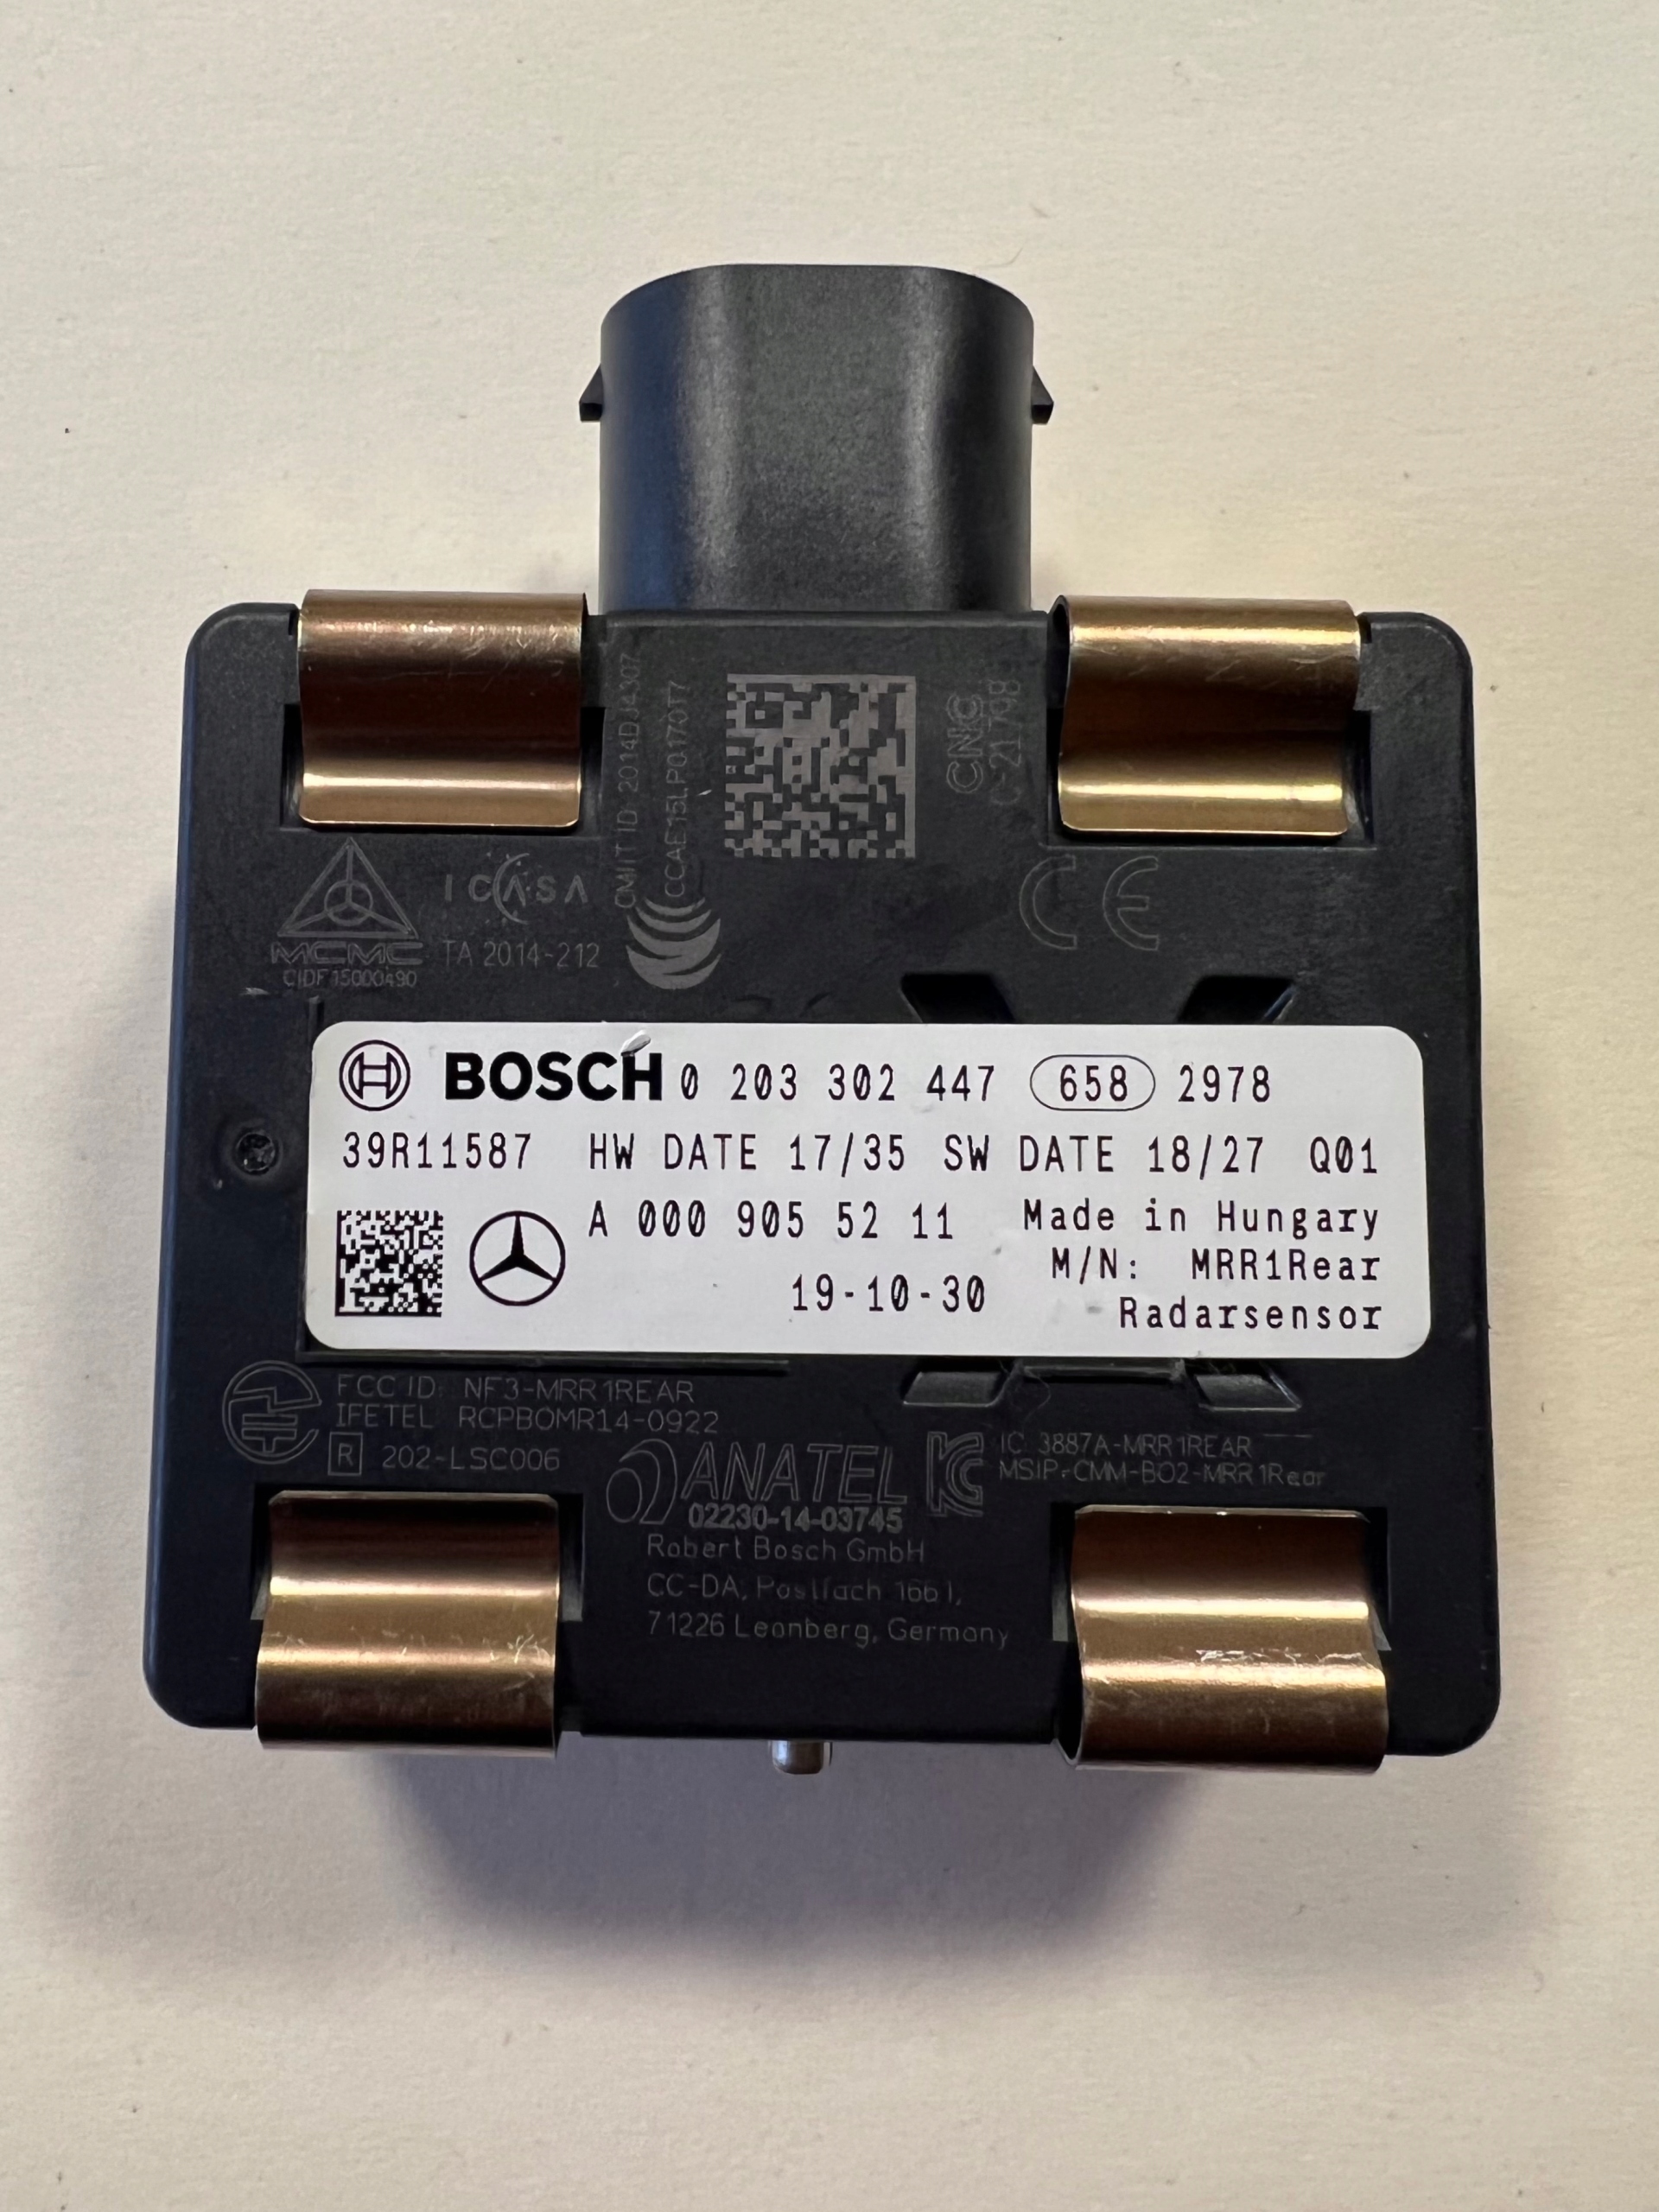 CMIIT ID: 2014DJ4307
CCAE15LP0170T7
CNC
C-21798
MCMC
CIDF15000490
ICASA
TA 2014-212
CE
BOSCH 0 203 302 447 658 2978
39R11587 HW DATE 17/35 SW DATE 18/27 Q01
A 000 905 52 11 Made in Hungary
M/N: MRR1Rear
19-10-30
Radarsensor
FCC ID: NF3-MRR1REAR
IFETEL RCPBOMR14-0922
R 202-LSC006
ANATEL
02230-14-03745
IC: 3887A-MRR1REAR
MSIP-CMM-BO2-MRR1Rear
Robert Bosch GmbH
CC-DA, Postfach 1661,
71226 Leonberg, Germany